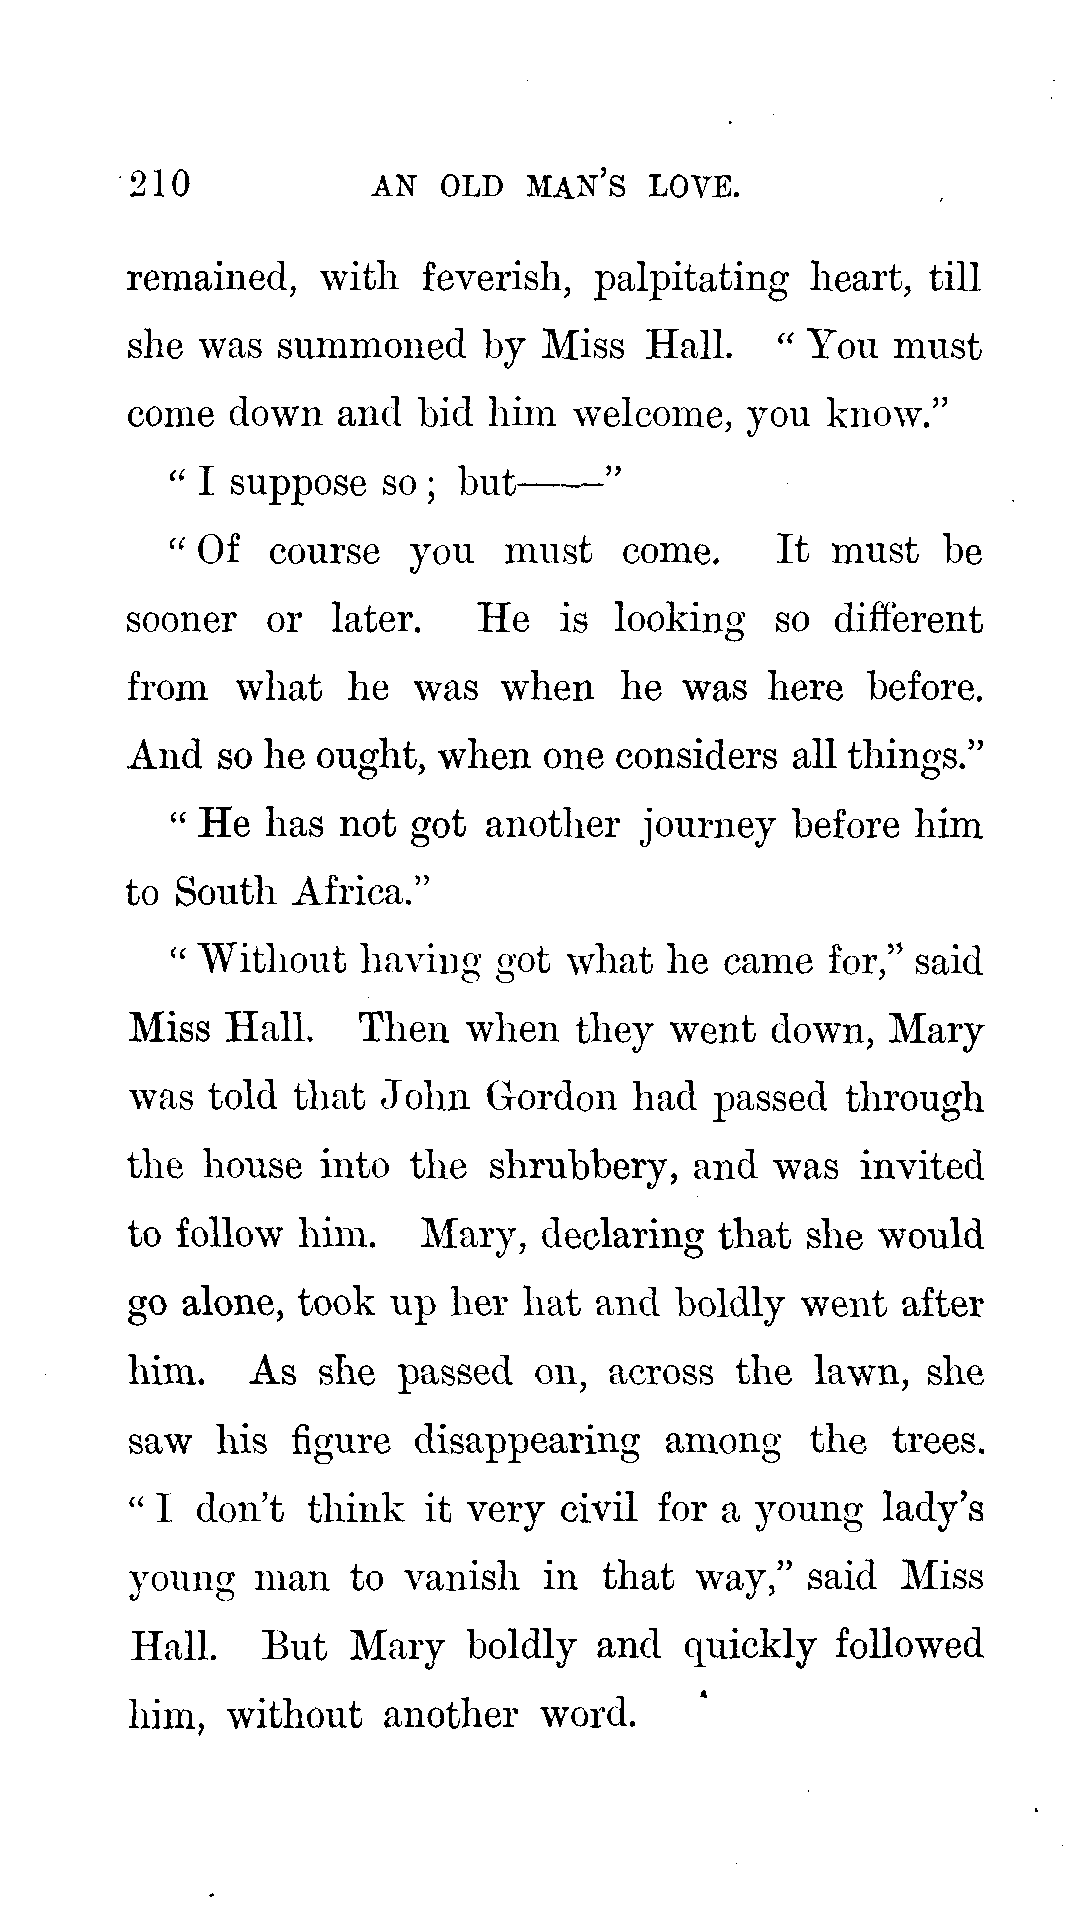 210 AN OLD MAN'S LOVE.
remained, with feverish, palpitating heart, till
she was summoned by Miss Hall. “ You must
come down and bid him welcome, you know.”
“ I suppose so ; but——”
“ Of course you must come. It must be
sooner or later. He is looking so different
from what he was when he was here before.
And so he ought, when one considers all things.”
“ He has not got another journey before him
to South Africa.”
“ Without having got what he came for,” said
Miss Hall. Then when they went down, Mary
was told that John Gordon had passed through
the house into the shrubbery, and was invited
to follow him. Mary, declaring that she would
go alone, took up her hat and boldly went after
him. As she passed on, across the lawn, she
saw his figure disappearing among the trees.
“ I don't think it very civil for a young lady's
young man to vanish in that way,” said Miss
Hall. But Mary boldly and quickly followed
him, without another word.